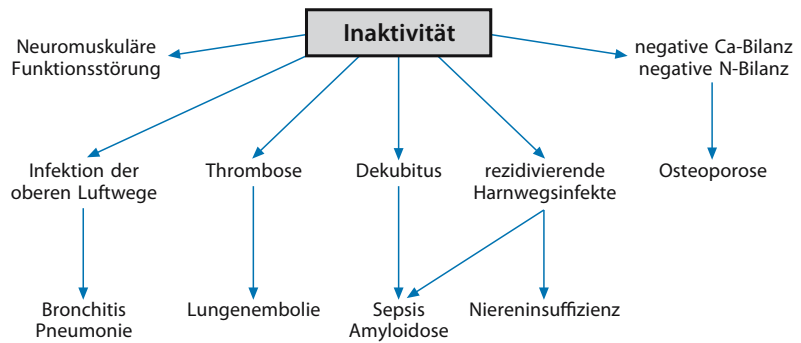 Inaktivität
Neuromuskuläre
Funktionsstörung
negative Ca-Bilanz
negative N-Bilanz
Infektion der
oberen Luftwege
Thrombose
Dekubitus
rezidivierende
Harnwegsinfekte
Osteoporose
Bronchitis
Pneumonie
Lungenembolie
Sepsis
Amyloidose
Niereninsuffizienz